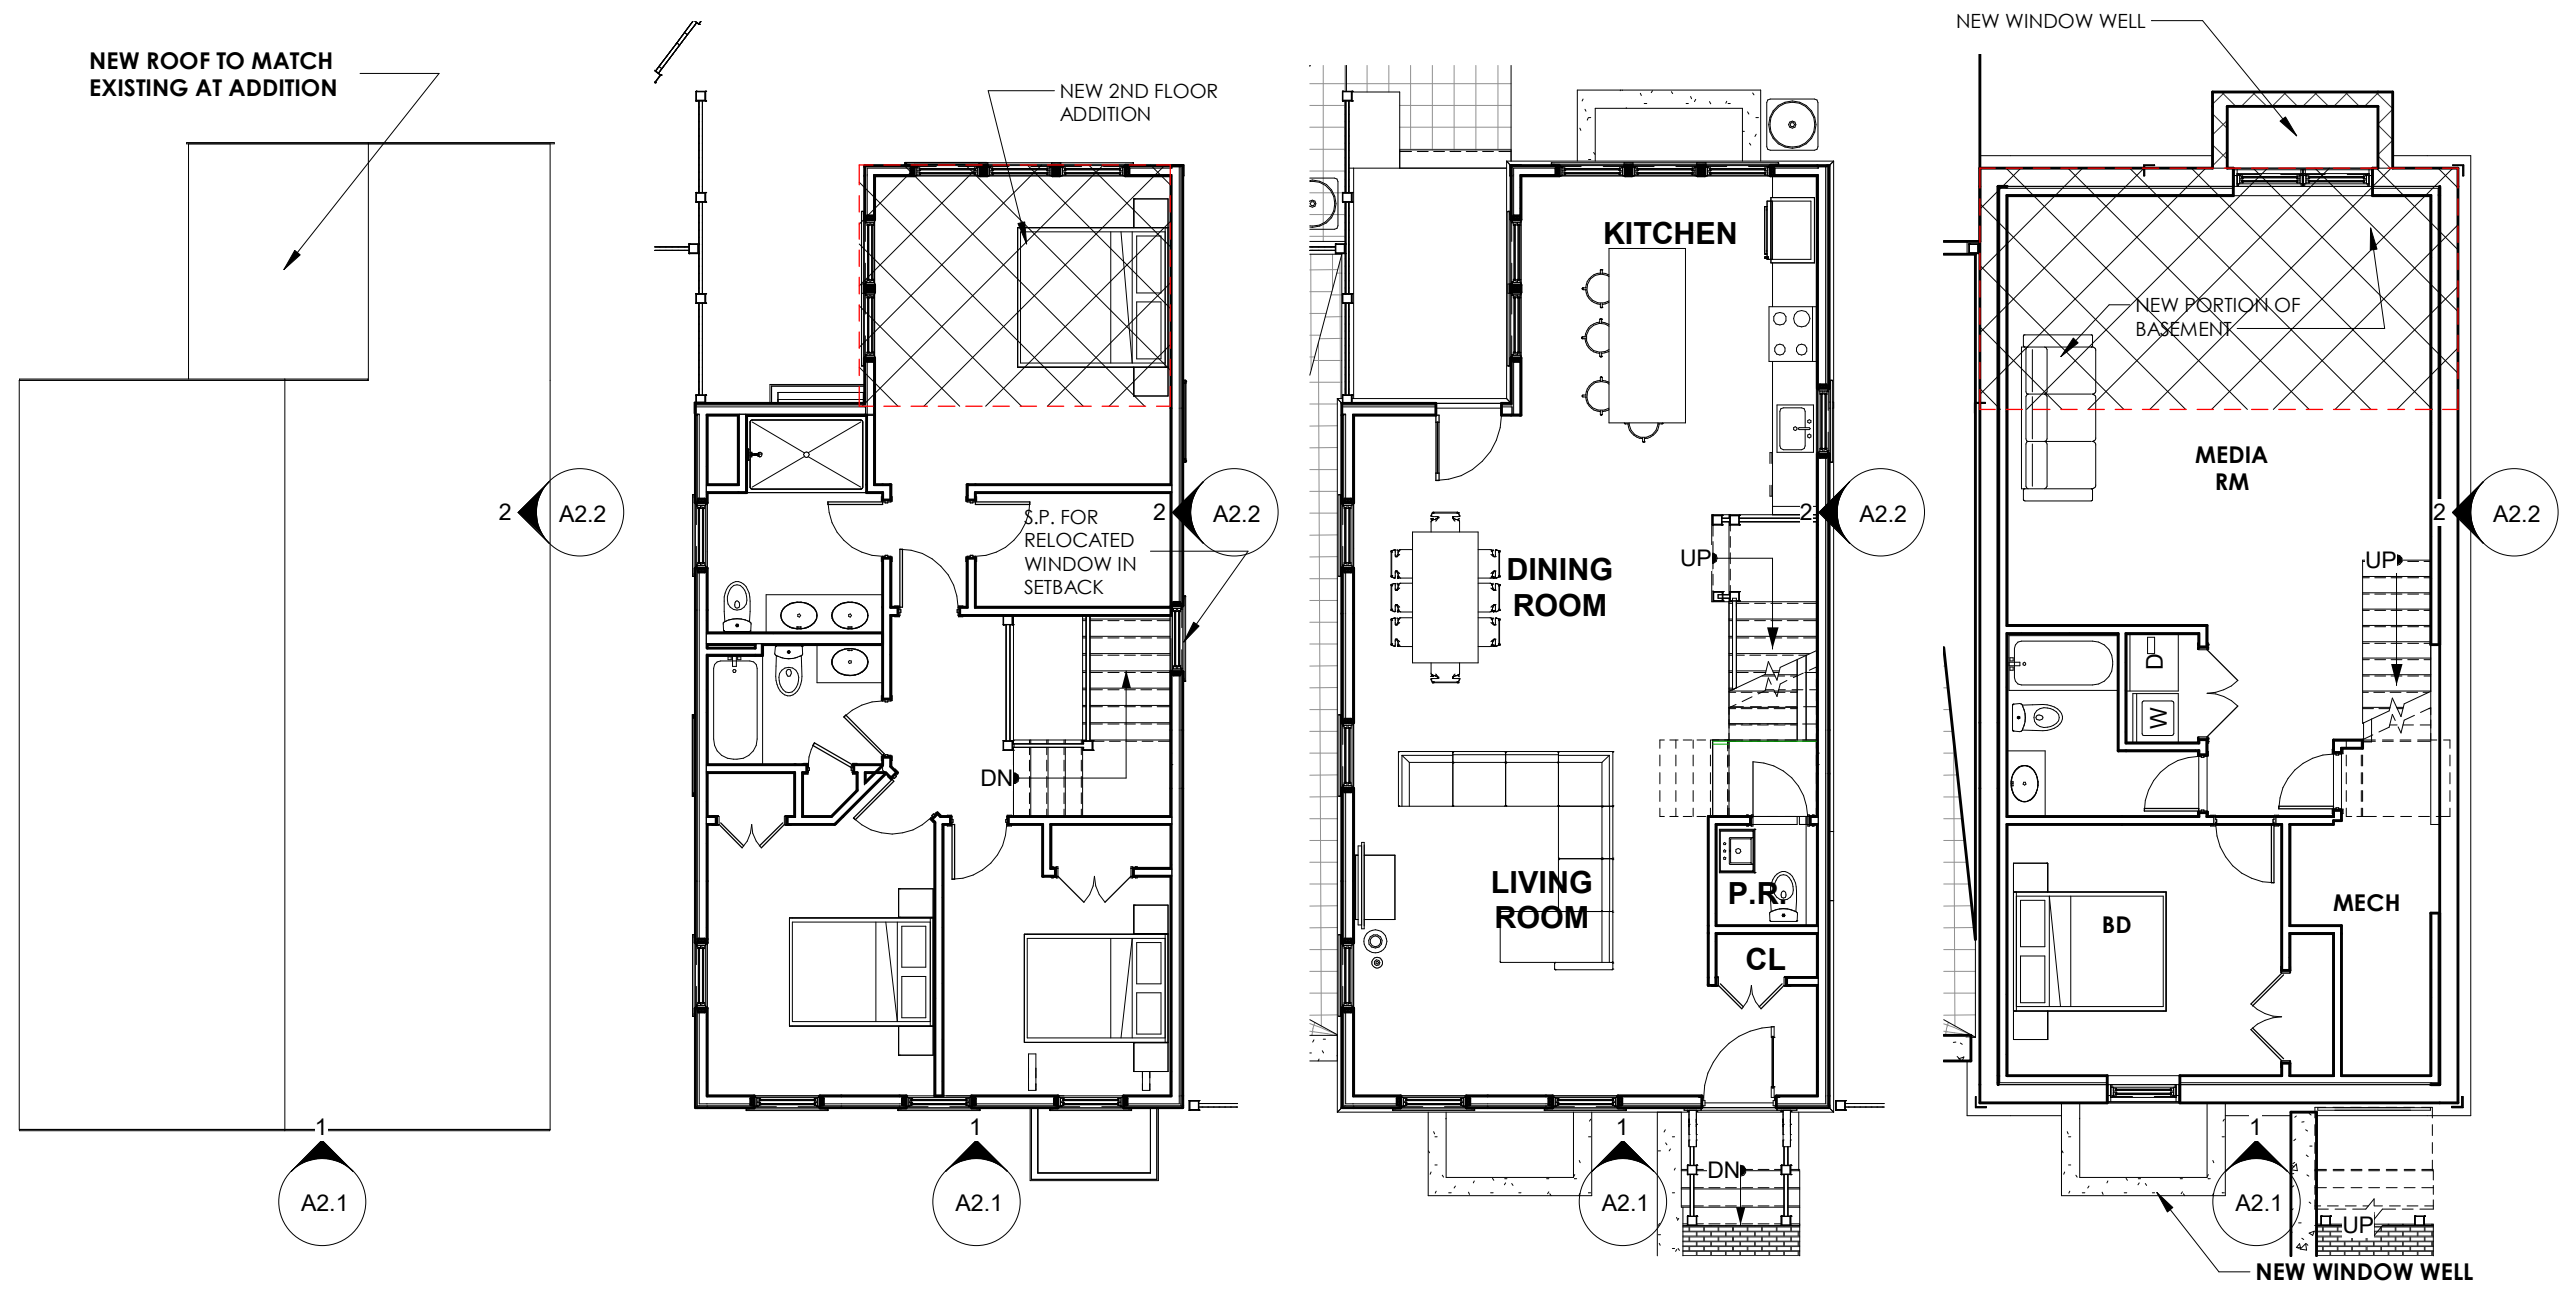 NEW ROOF TO MATCH
EXISTING AT ADDITION
2
A2.2
1
A2.1
NEW 2ND FLOOR
ADDITION
2
A2.2
S.P. FOR
RELOCATED
WINDOW IN
SETBACK
DN
1
A2.1
KITCHEN
2
A2.2
UP
DINING
ROOM
LIVING
ROOM
P.R.
CL
1
A2.1
DN
NEW WINDOW WELL
NEW PORTION OF
BASEMENT
MEDIA
RM
2
A2.2
UP
D
W
MECH
BD
1
A2.1
UP
NEW WINDOW WELL